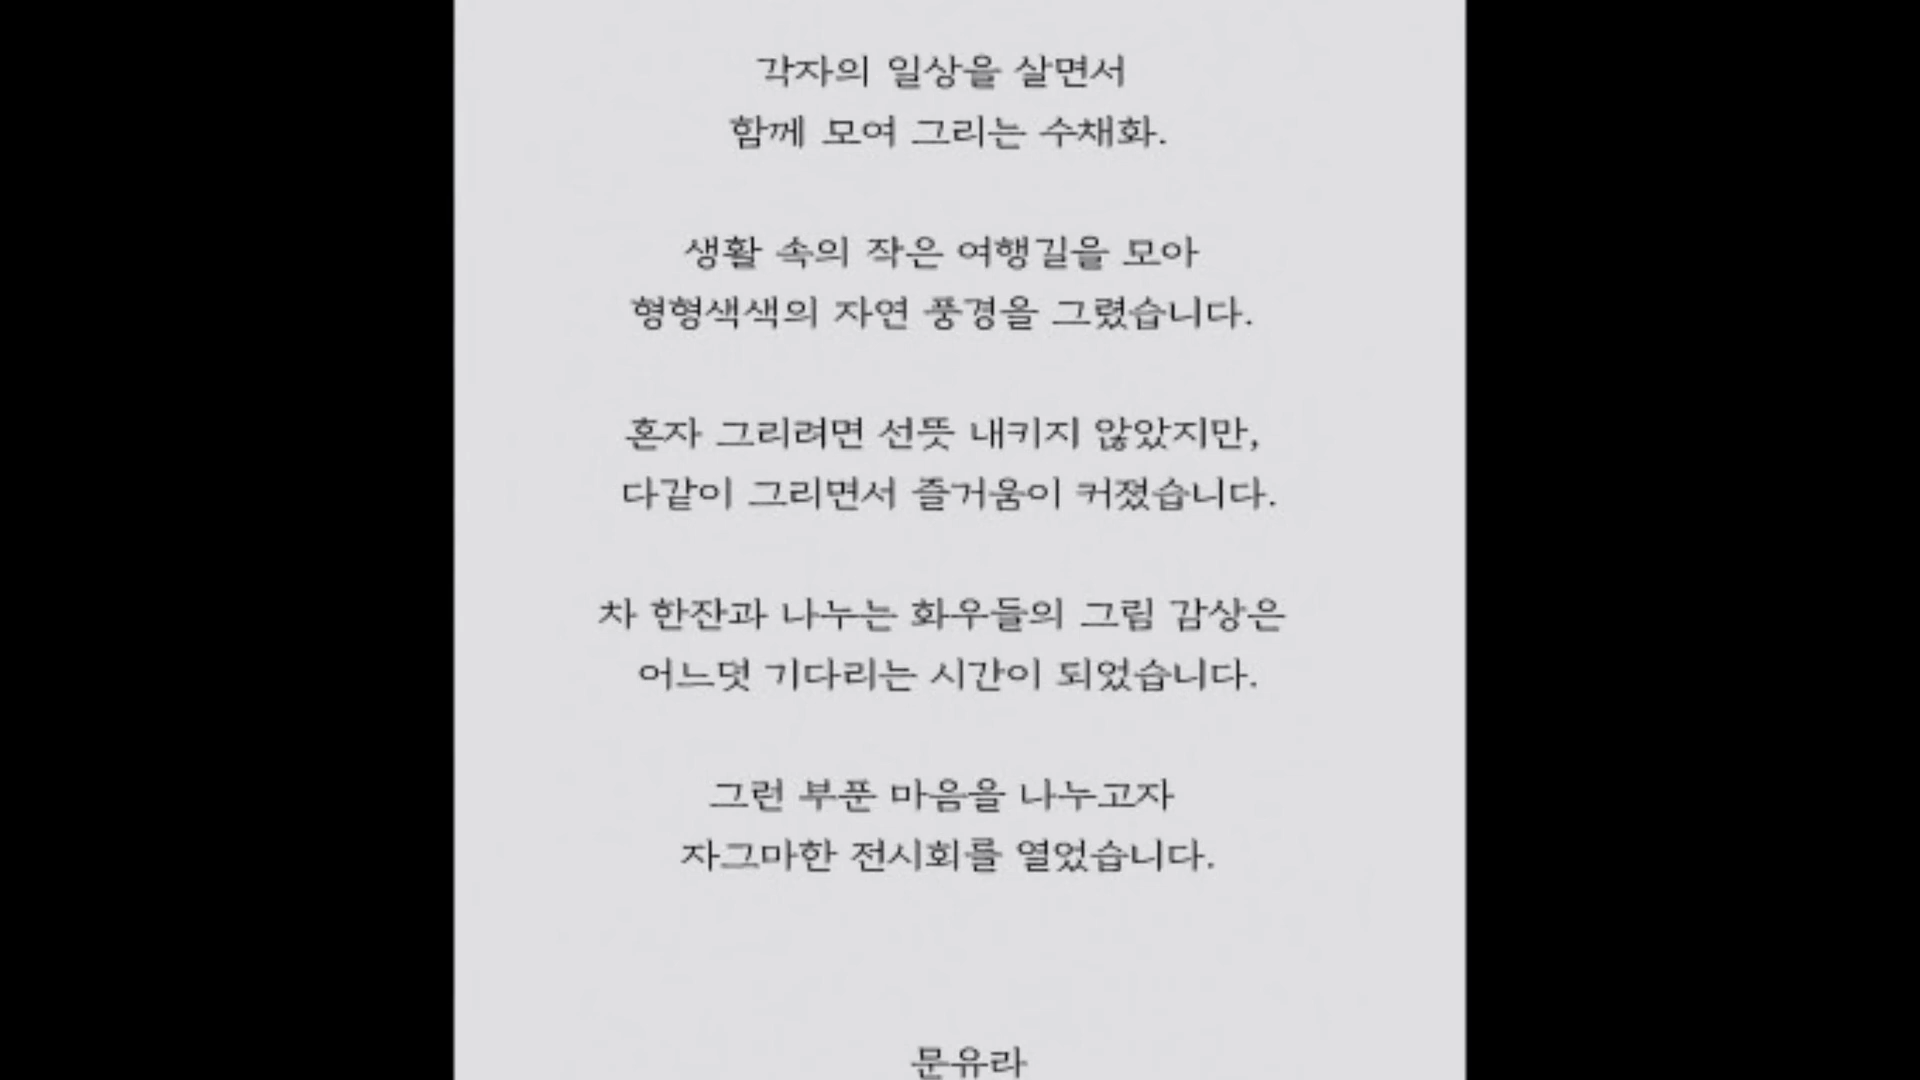 각자의 일상을 살면서
함께 모여 그리는 수채화.
생활 속의 작은 여행길을 모아
형형색색의 자연 풍경을 그렸습니다.
혼자 그리려면 선뜻 내키지 않았지만,
다같이 그리면서 즐거움이 커졌습니다.
차 한잔과 나누는 화우들의 그림 감상은
어느덧 기다리는 시간이 되었습니다.
그런 부푼 마음을 나누고자
자그마한 전시회를 열었습니다.
문유라